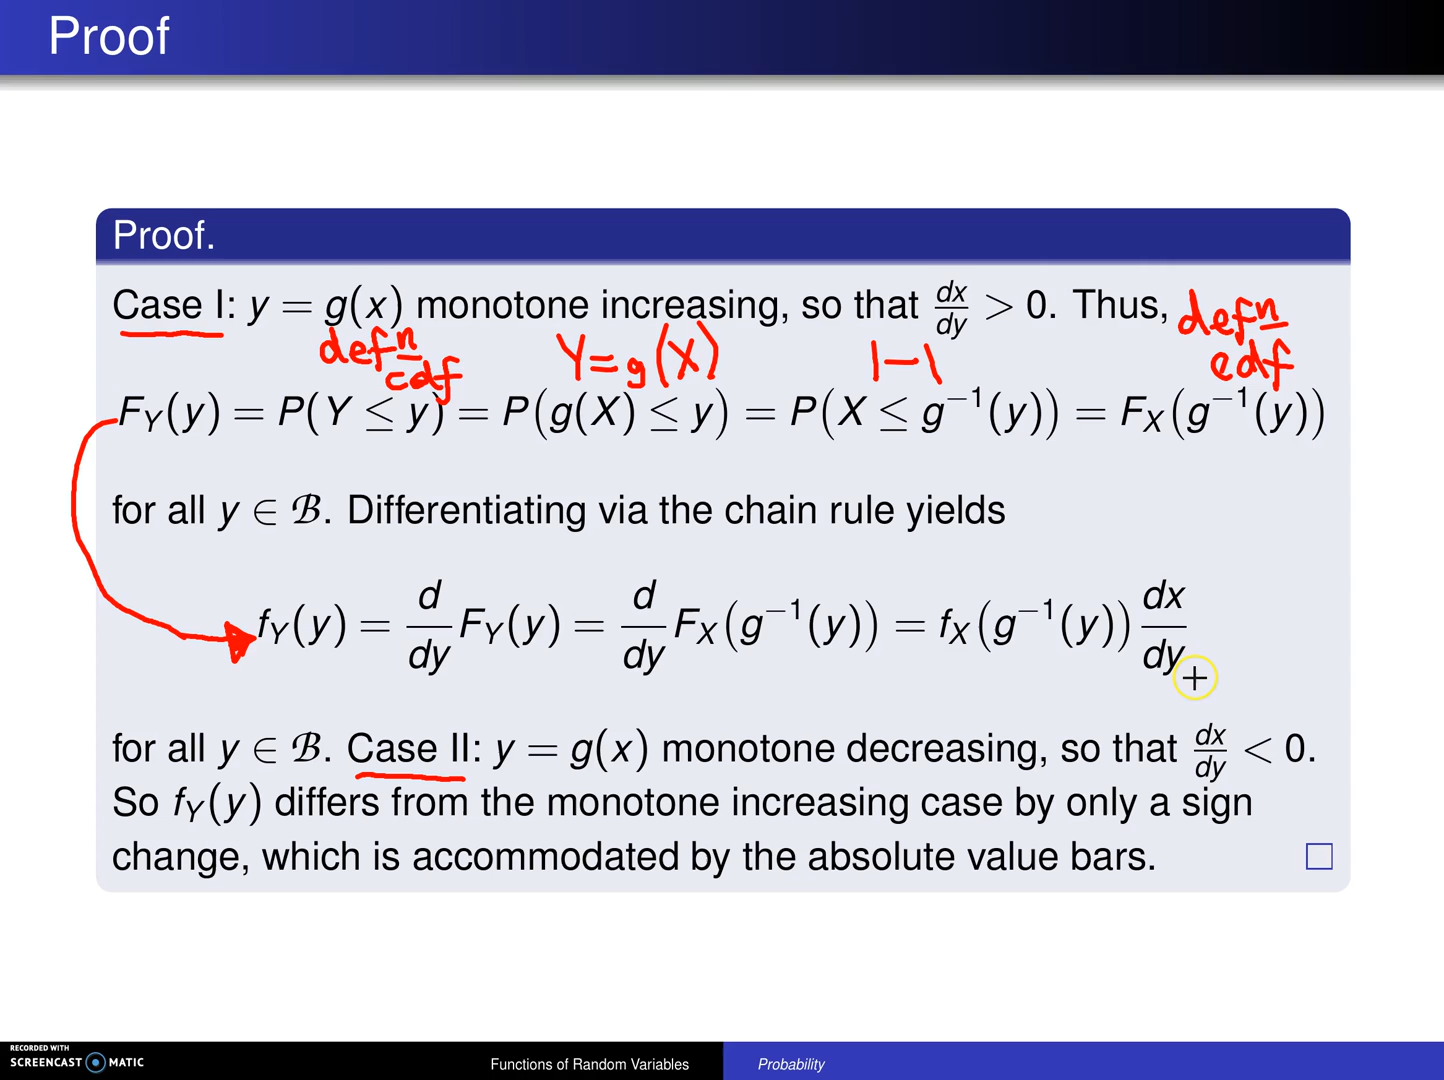 Proof
Proof.
Case I: y = g(x) monotone increasing, so that dx/dy > 0. Thus,
defn cdf Y = g(X) 1–1 defn cdf
F_Y(y) = P(Y ≤ y) = P(g(X) ≤ y) = P(X ≤ g⁻¹(y)) = F_X(g⁻¹(y))
for all y ∈ ℬ. Differentiating via the chain rule yields
f_Y(y) = d/dy F_Y(y) = d/dy F_X(g⁻¹(y)) = f_X(g⁻¹(y)) dx/dy
for all y ∈ ℬ. Case II: y = g(x) monotone decreasing, so that dx/dy < 0.
So f_Y(y) differs from the monotone increasing case by only a sign
change, which is accommodated by the absolute value bars. □
RECORDED WITH
SCREENCAST MATIC
Functions of Random Variables Probability